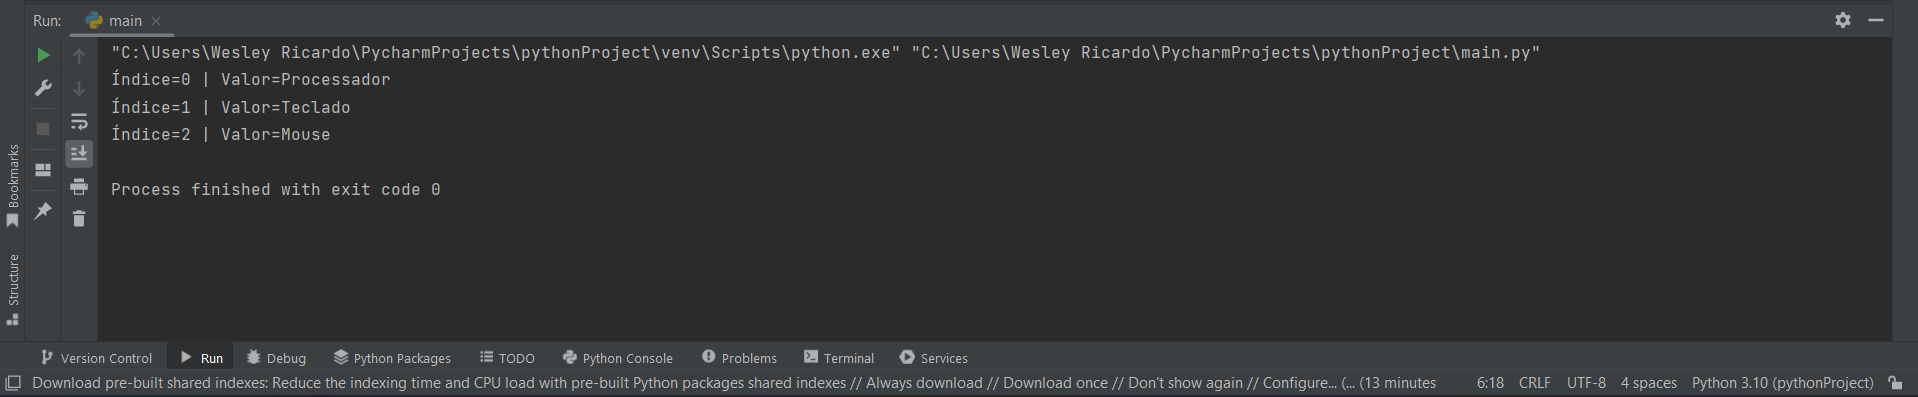 Run: main
"C:\Users\Wesley Ricardo\PycharmProjects\pythonProject\venv\Scripts\python.exe" "C:\Users\Wesley Ricardo\PycharmProjects\pythonProject\main.py"
Índice=0 | Valor=Processador
Índice=1 | Valor=Teclado
Índice=2 | Valor=Mouse
Process finished with exit code 0
Bookmarks
Structure
Version Control Run Debug Python Packages TODO Python Console Problems Terminal Services
Download pre-built shared indexes: Reduce the indexing time and CPU load with pre-built Python packages shared indexes // Always download // Download once // Don't show again // Configure... (... (13 minutes 6:18 CRLF UTF-8 4 spaces Python 3.10 (pythonProject)